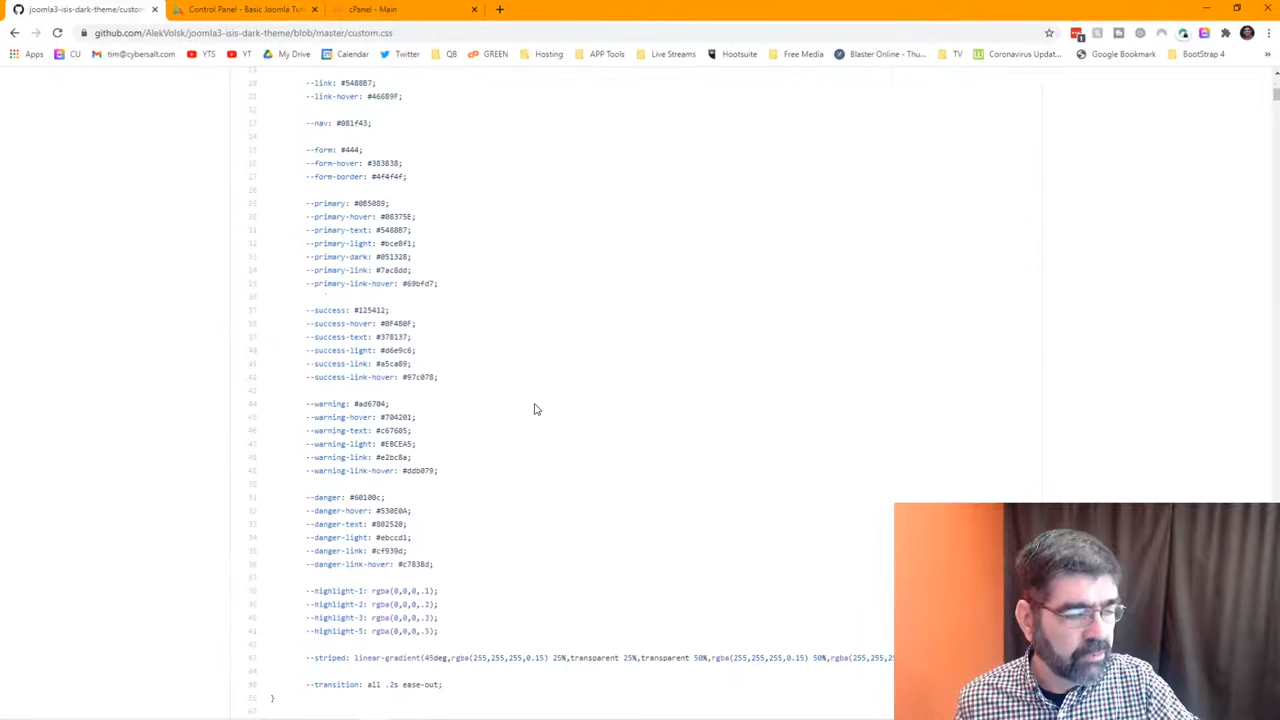 joomla3-isis-dark-theme/custom
Control Panel - Basic Joomla Tut
cPanel - Main
github.com/AlekVolsk/joomla3-isis-dark-theme/blob/master/custom.css
Apps
CU
tim@cybersalt.com
YTS
YT
My Drive
Calendar
Twitter
QB
GREEN
Hosting
APP Tools
Live Streams
Hootsuite
Free Media
Blaster Online - Thu...
TV
Coronavirus Updat...
Google Bookmark
BootStrap 4
»
--link: #5488B7;
--link-hover: #46689F;
--nav: #081f43;
--form: #444;
--form-hover: #383838;
--form-border: #4f4f4f;
--primary: #0B5089;
--primary-hover: #08375E;
--primary-text: #5488B7;
--primary-light: #bce8f1;
--primary-dark: #051328;
--primary-link: #7ac8dd;
--primary-link-hover: #69bfd7;
--success: #125412;
--success-hover: #0F480F;
--success-text: #378137;
--success-light: #d6e9c6;
--success-link: #a5ca89;
--success-link-hover: #97c078;
--warning: #ad6704;
--warning-hover: #704201;
--warning-text: #c67605;
--warning-light: #EBCEA5;
--warning-link: #e2bc8a;
--warning-link-hover: #ddb079;
--danger: #60100c;
--danger-hover: #530E0A;
--danger-text: #802520;
--danger-light: #ebccd1;
--danger-link: #cf939d;
--danger-link-hover: #c7838d;
--highlight-1: rgba(0,0,0,.1);
--highlight-2: rgba(0,0,0,.2);
--highlight-3: rgba(0,0,0,.3);
--highlight-5: rgba(0,0,0,.5);
--striped: linear-gradient(45deg,rgba(255,255,255,0.15) 25%,transparent 25%,transparent 50%,rgba(255,255,255,0.15) 50%,rgba(255,255,25
--transition: all .2s ease-out;
}